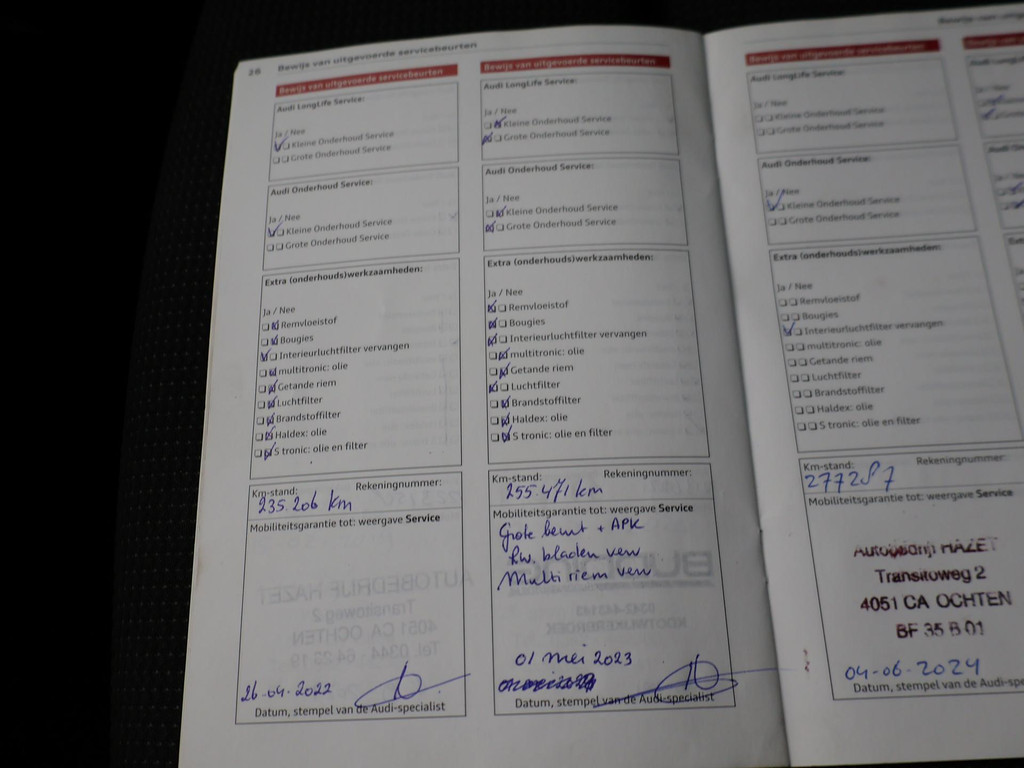 26 Bewijs van uitgevoerde servicebeurten
Bewijs van uitgevoerde servicebeurten
Audi LongLife Service:
Ja / Nee
Kleine Onderhoud Service
Grote Onderhoud Service
Audi Onderhoud Service:
Ja / Nee
Kleine Onderhoud Service
Grote Onderhoud Service
Extra (onderhouds)werkzaamheden:
Ja / Nee
Remvloeistof
Bougies
Interieurluchtfilter vervangen
multitronic: olie
Getande riem
Luchtfilter
Brandstoffilter
Haldex: olie
S tronic: olie en filter
Km-stand: Rekeningnummer:
235.206 km
Mobiliteitsgarantie tot: weergave Service
26-04-2022
Datum, stempel van de Audi-specialist
Bewijs van uitgevoerde servicebeurten
Audi LongLife Service:
Ja / Nee
Kleine Onderhoud Service
Grote Onderhoud Service
Audi Onderhoud Service:
Ja / Nee
Kleine Onderhoud Service
Grote Onderhoud Service
Extra (onderhouds)werkzaamheden:
Ja / Nee
Remvloeistof
Bougies
Interieurluchtfilter vervangen
multitronic: olie
Getande riem
Luchtfilter
Brandstoffilter
Haldex: olie
S tronic: olie en filter
Km-stand: Rekeningnummer:
255.471 km
Mobiliteitsgarantie tot: weergave Service
Grote beurt + APK
Rw. bladen verv
Multi riem verv
01 mei 2023
Datum, stempel van de Audi-specialist
Bewijs van uitgevoerde servicebeurten
Audi LongLife Service:
Ja / Nee
Kleine Onderhoud Service
Grote Onderhoud Service
Audi Onderhoud Service:
Ja / Nee
Kleine Onderhoud Service
Grote Onderhoud Service
Extra (onderhouds)werkzaamheden:
Ja / Nee
Remvloeistof
Bougies
Interieurluchtfilter vervangen
multitronic: olie
Getande riem
Luchtfilter
Brandstoffilter
Haldex: olie
S tronic: olie en filter
Km-stand: Rekeningnummer:
277287
Mobiliteitsgarantie tot: weergave Service
Autobedrijf HAZET
Transitoweg 2
4051 CA OCHTEN
BF 35 B 01
04-06-2024
Datum, stempel van de Audi-spe